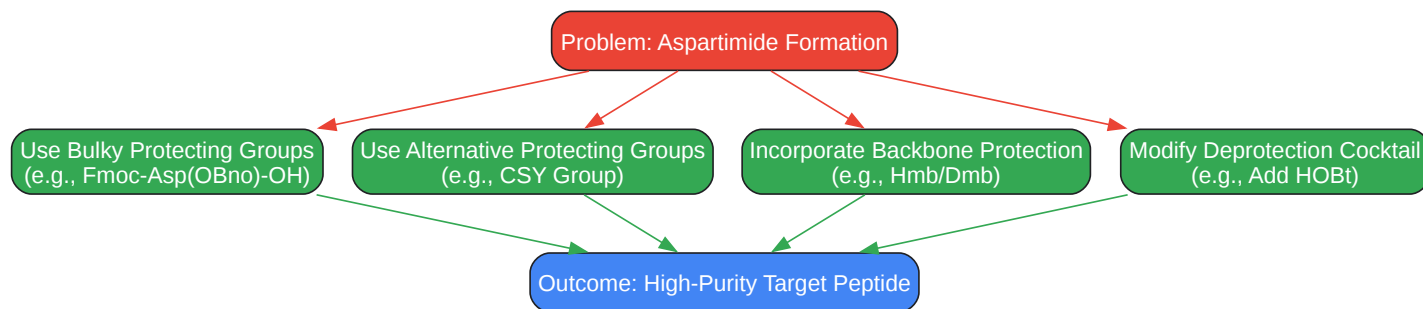 Problem: Aspartimide Formation
Use Bulky Protecting Groups
(e.g., Fmoc-Asp(OBno)-OH)
Use Alternative Protecting Groups
(e.g., CSY Group)
Incorporate Backbone Protection
(e.g., Hmb/Dmb)
Modify Deprotection Cocktail
(e.g., Add HOBt)
Outcome: High-Purity Target Peptide